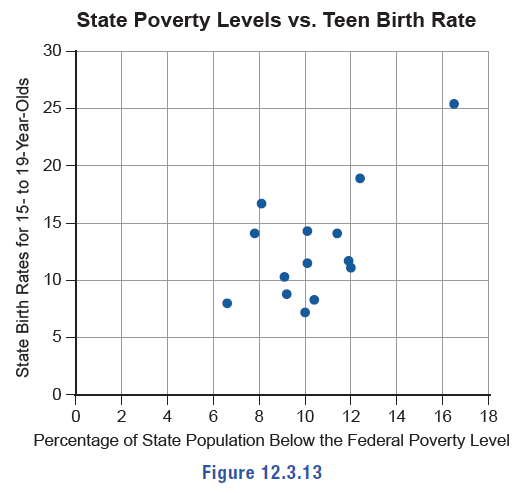 State Poverty Levels vs. Teen Birth Rate
State Birth Rates for 15- to 19-Year-Olds
30
25
20
15
10
5
0
0 2 4 6 8 10 12 14 16 18
Percentage of State Population Below the Federal Poverty Level
Figure 12.3.13